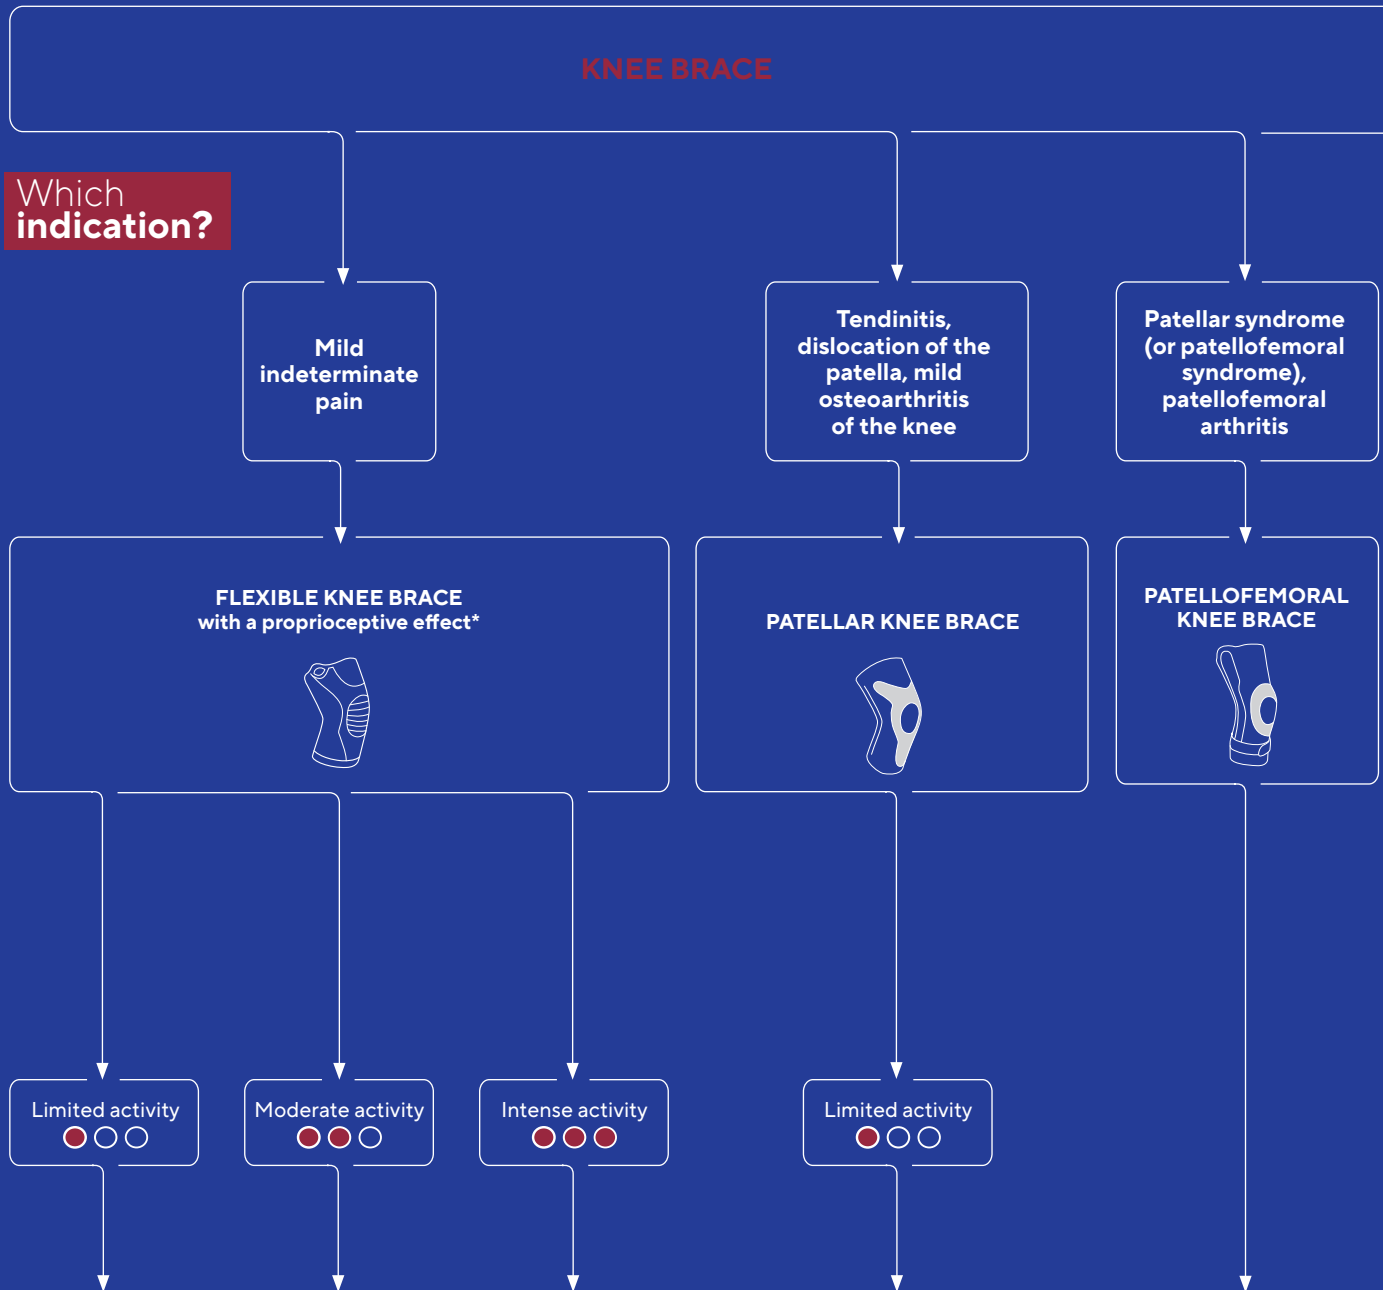 KNEE BRACE
Which
indication?
Mild
indeterminate
pain
Tendinitis,
dislocation of the
patella, mild
osteoarthritis
of the knee
Patellar syndrome
(or patellofemoral
syndrome),
patellofemoral
arthritis
FLEXIBLE KNEE BRACE
with a proprioceptive effect*
PATELLAR KNEE BRACE
PATELLOFEMORAL
KNEE BRACE
Limited activity
Moderate activity
Intense activity
Limited activity